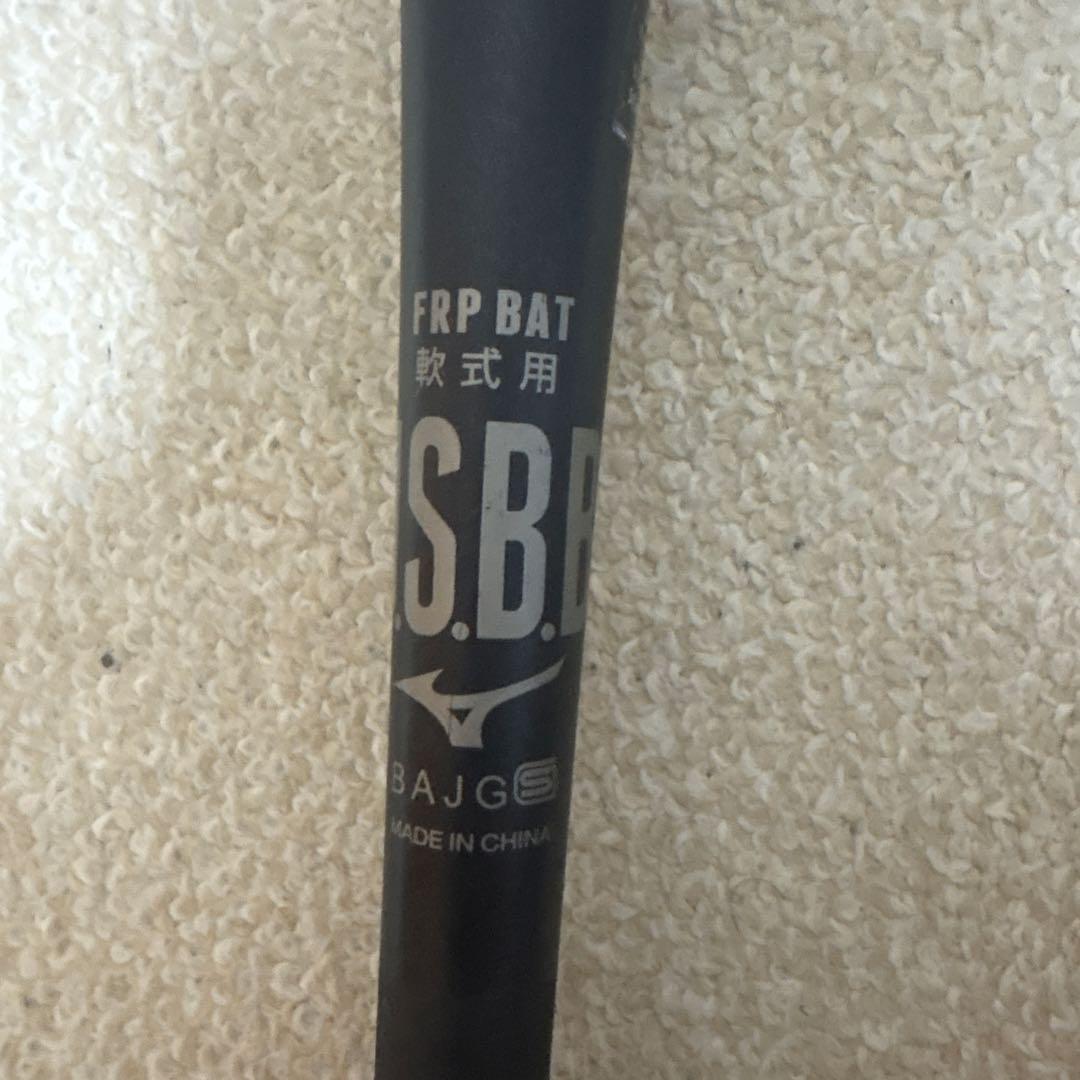 FRP BAT
軟式用
.S.B.B
BAJG S
MADE IN CHINA